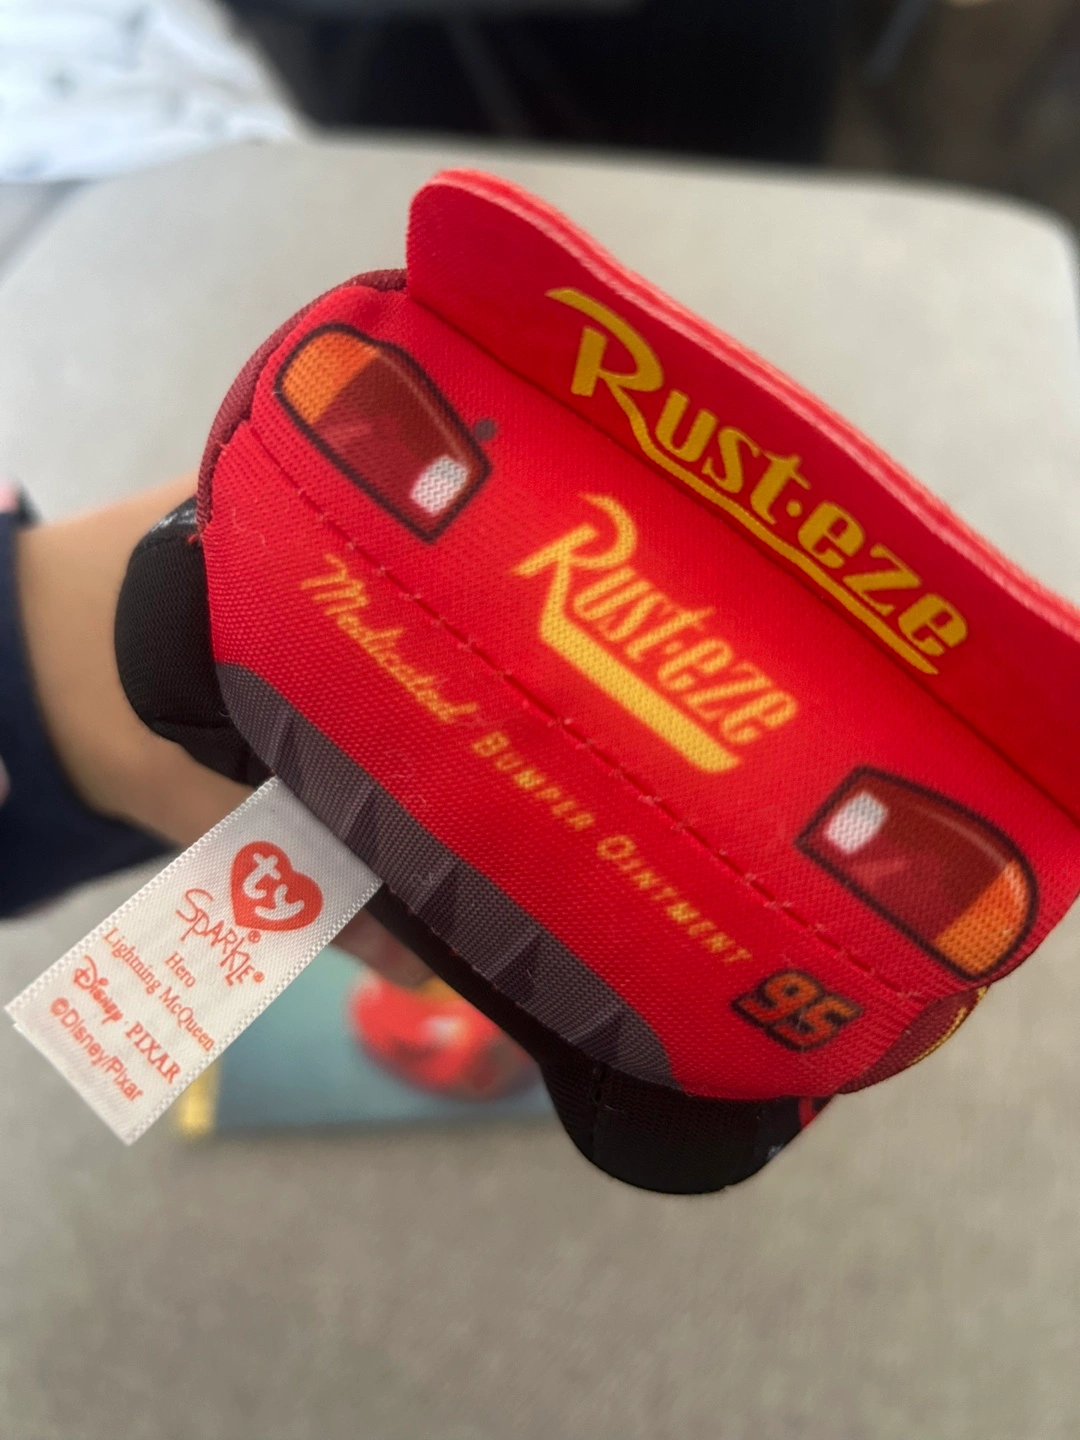 Rust·eze
Rust·eze
Medicated Bumper Ointment
95
ty
Sparkle®
Hero
Lightning McQueen
Disney·PIXAR
©Disney/Pixar